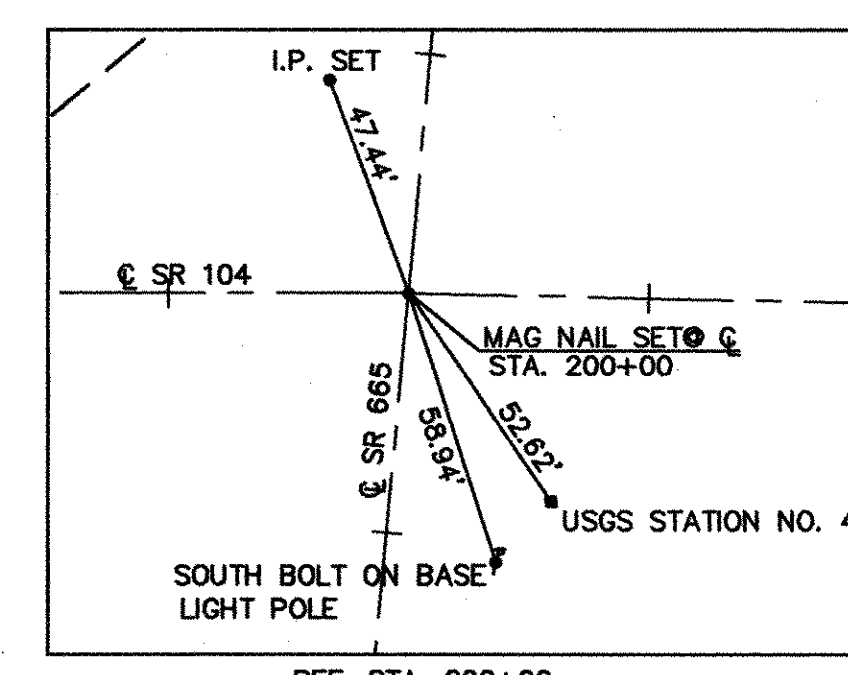 I.P. SET
47.44'
℄ SR 104
MAG NAIL SET@ ℄
STA. 200+00
℄ SR 665
58.94'
52.62'
USGS STATION NO.
SOUTH BOLT ON BASE
LIGHT POLE